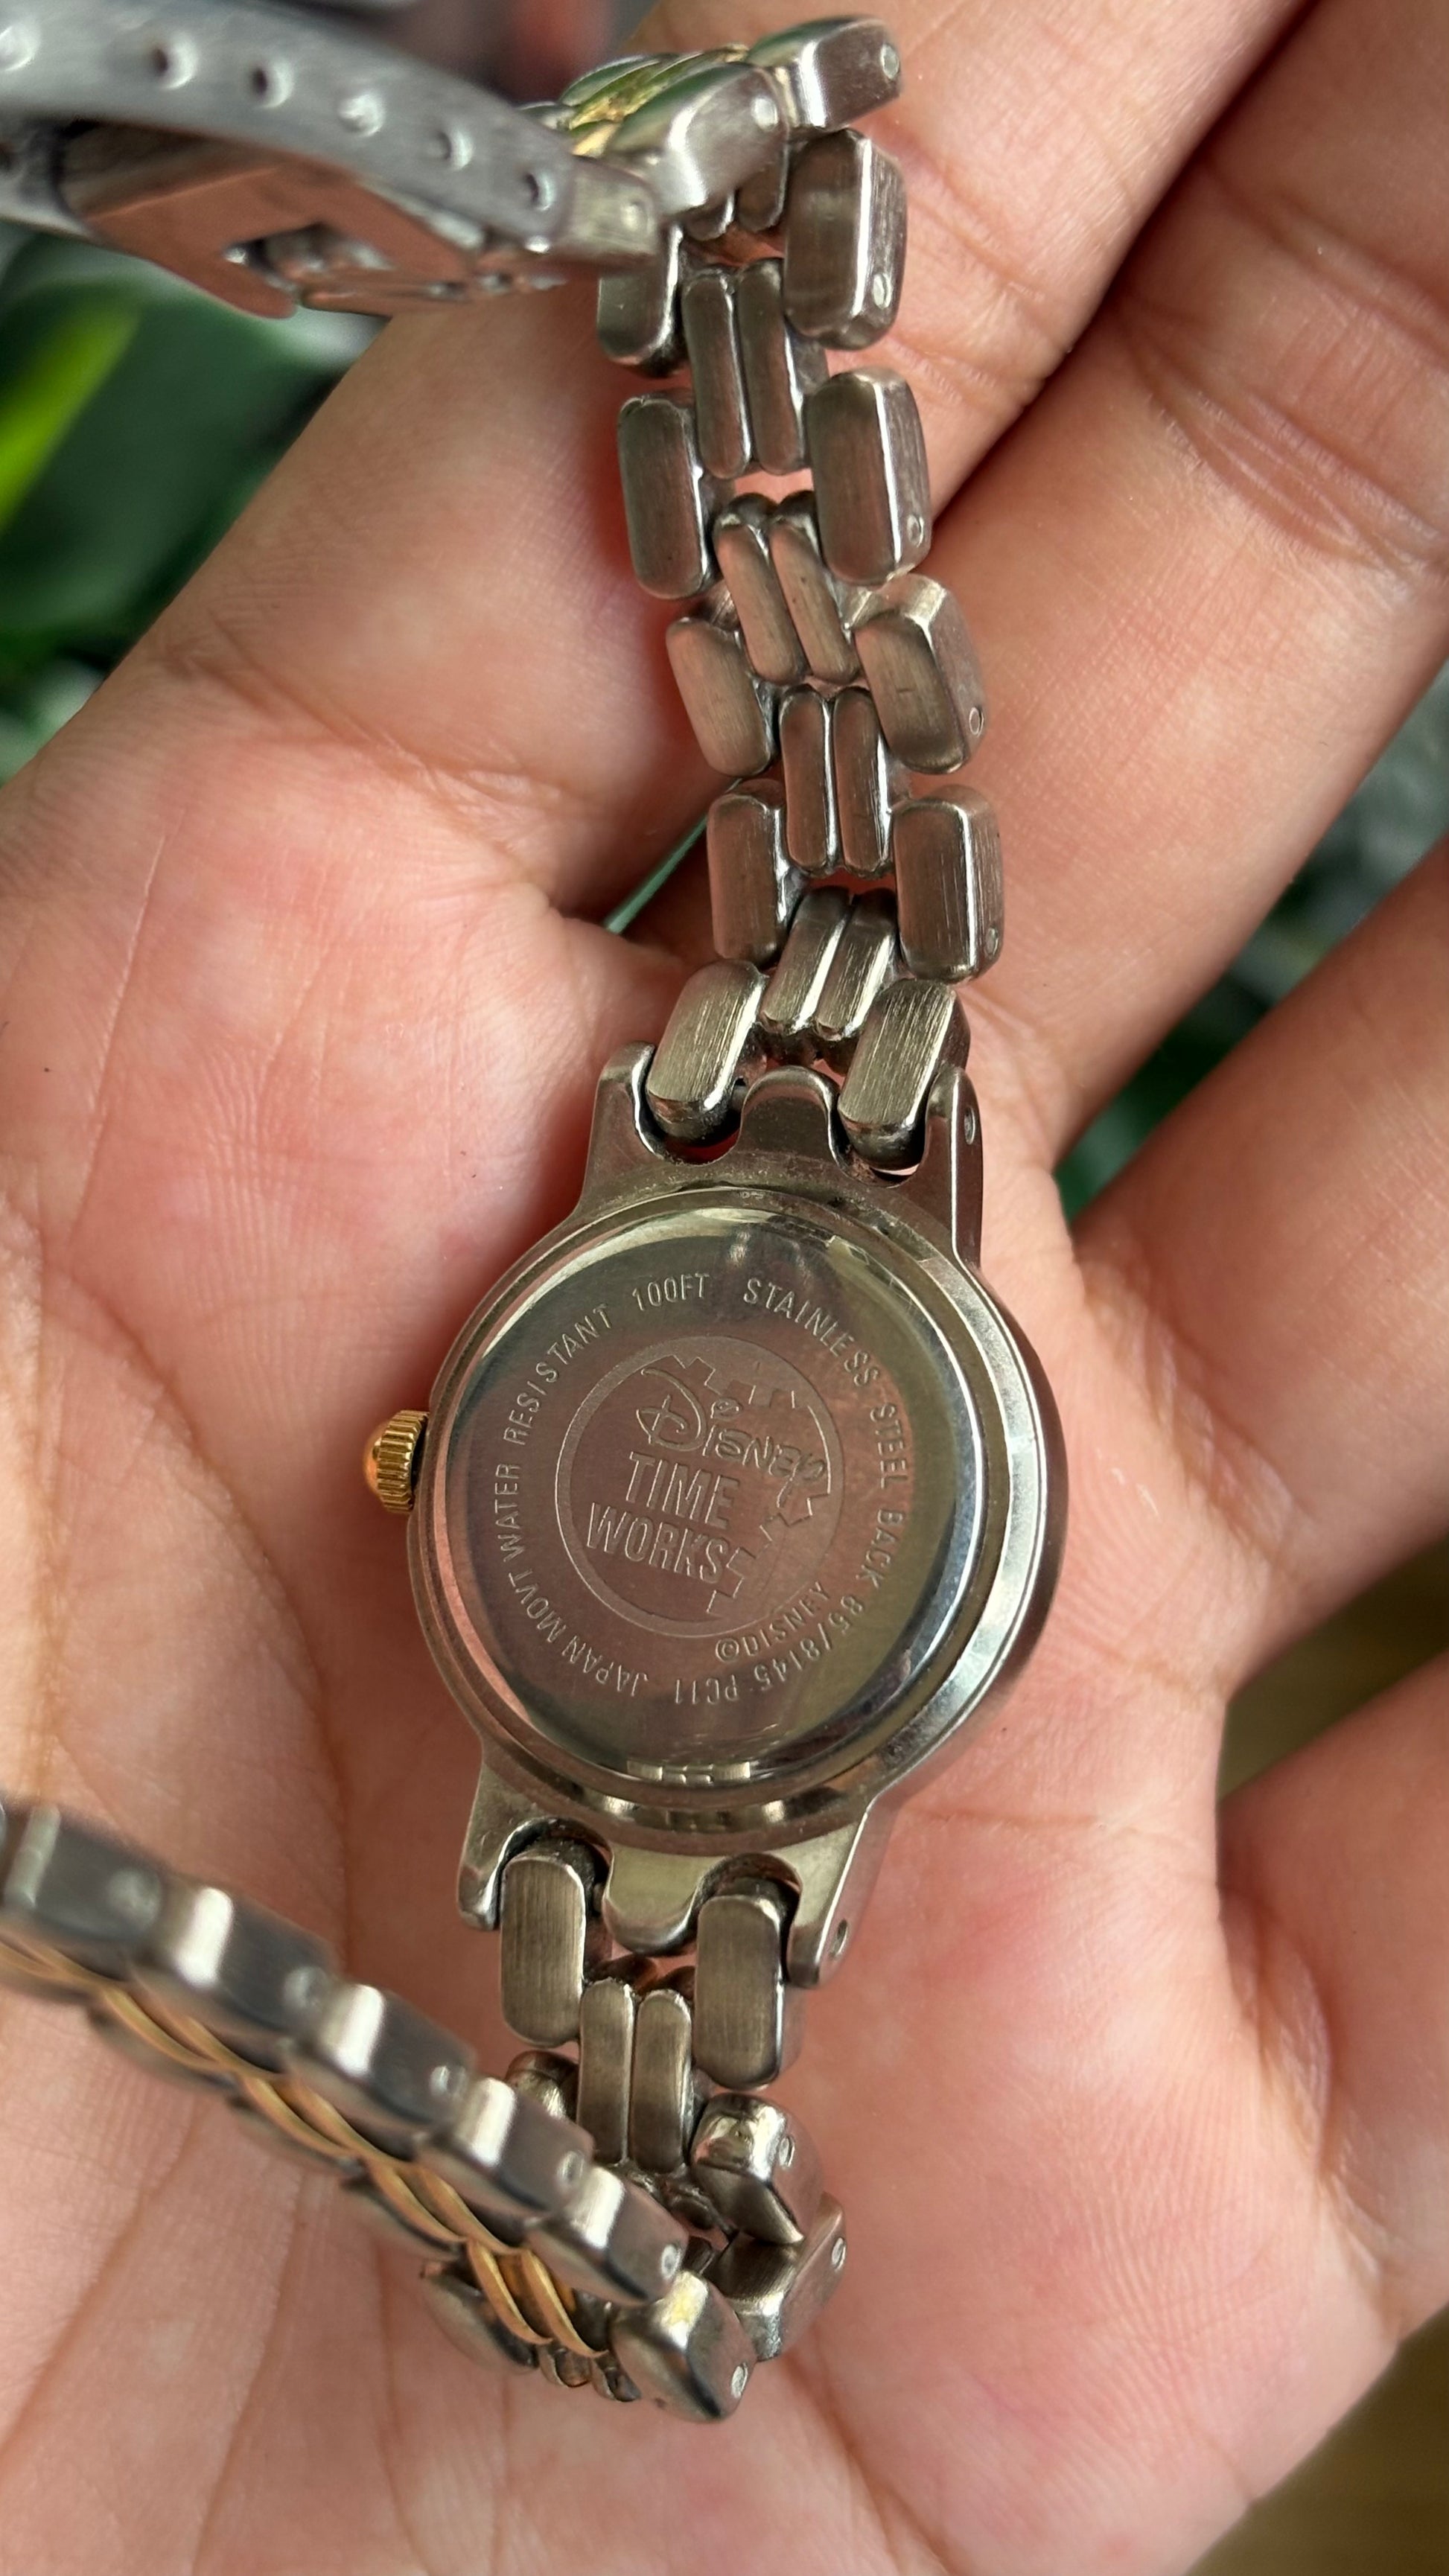 WATER RESISTANT 100FT STAINLESS STEEL BACK 85/8145 PC11 JAPAN MOVT
DISNEY
TIME
WORKS
©DISNEY